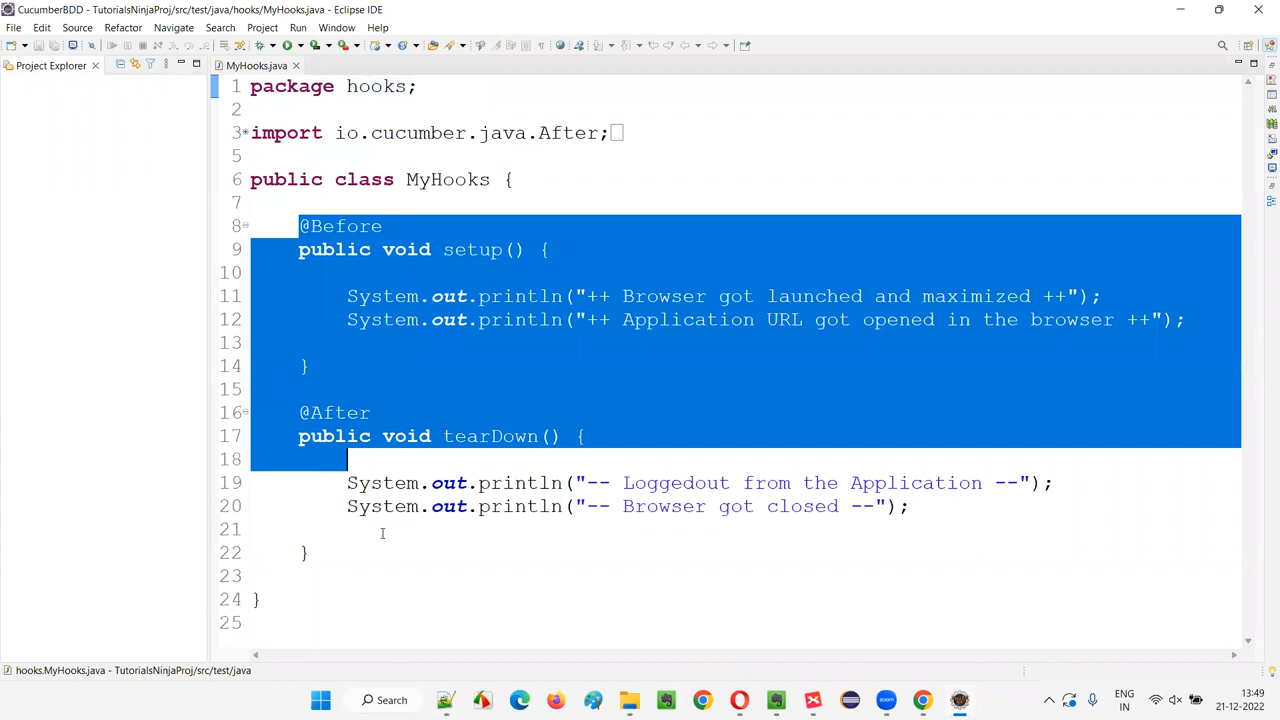 CucumberBDD - TutorialsNinjaProj/src/test/java/hooks/MyHooks.java - Eclipse IDE
File Edit Source Refactor Navigate Search Project Run Window Help
Project Explorer
MyHooks.java
1 package hooks;
2
3 import io.cucumber.java.After;
5
6 public class MyHooks {
7
8 @Before
9 public void setup() {
10
11 System.out.println("++ Browser got launched and maximized ++");
12 System.out.println("++ Application URL got opened in the browser ++");
13
14 }
15
16 @After
17 public void tearDown() {
18
19 System.out.println("-- Loggedout from the Application --");
20 System.out.println("-- Browser got closed --");
21
22 }
23
24 }
25
hooks.MyHooks.java - TutorialsNinjaProj/src/test/java
Search
zoom
ENG
IN
13:49
21-12-2022